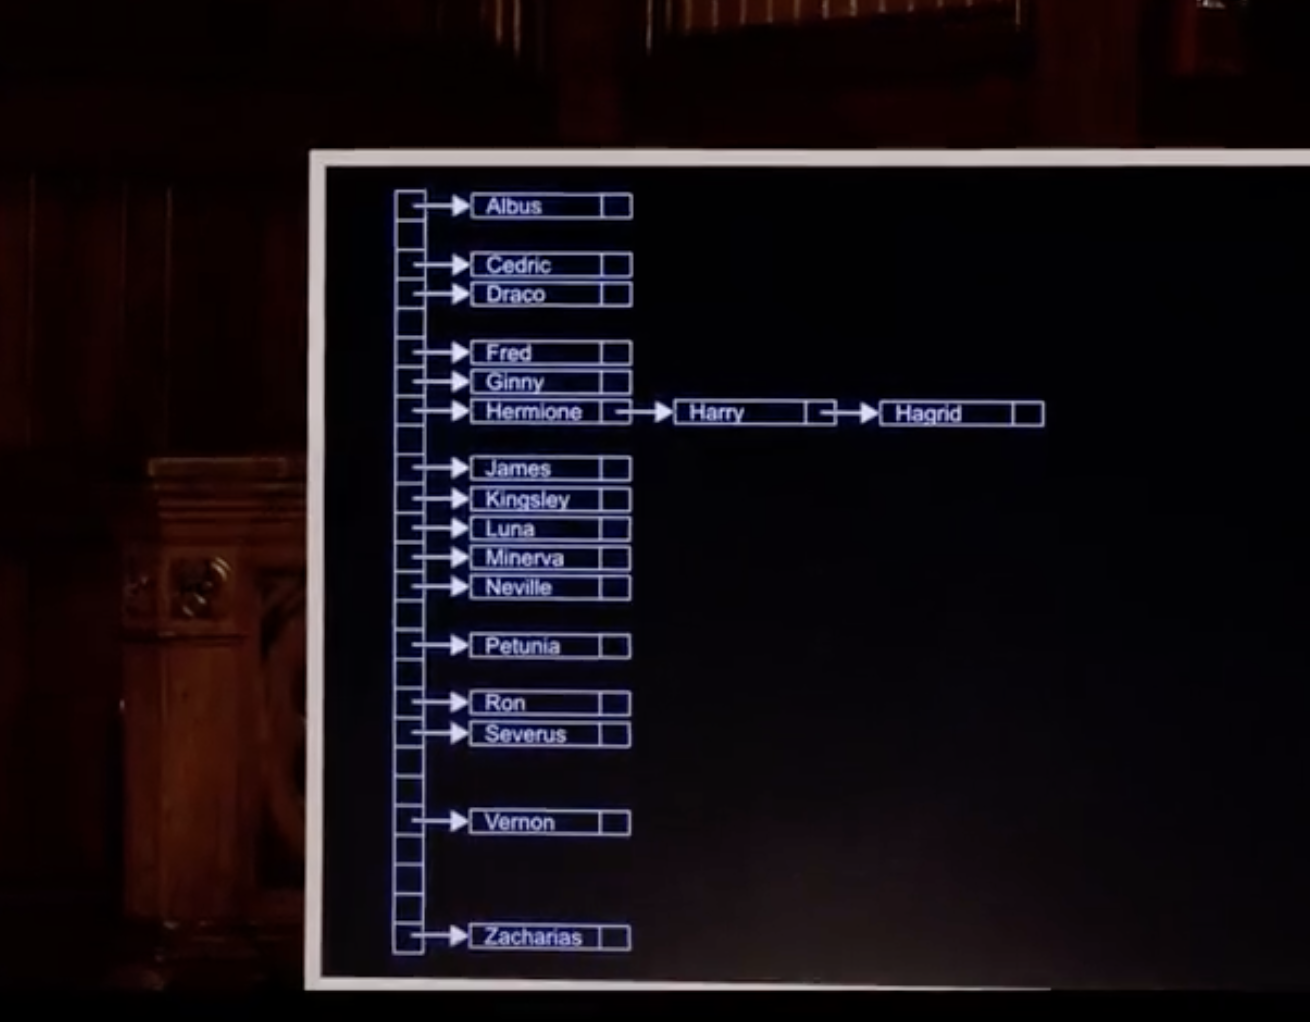 Albus
Cedric
Draco
Fred
Ginny
Hermione Harry Hagrid
James
Kingsley
Luna
Minerva
Neville
Petunia
Ron
Severus
Vernon
Zacharias